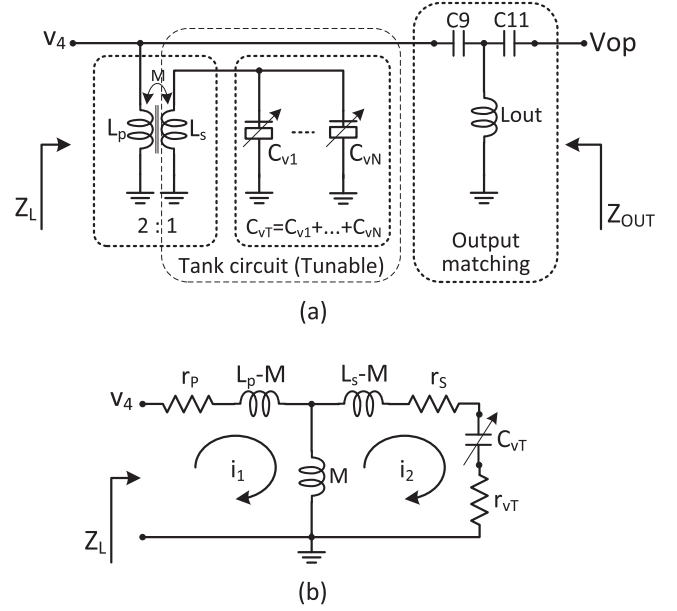 v4
C9
C11
Vop
M
Lp
Ls
Cv1
CvN
Lout
ZL
ZOUT
2 : 1
CvT=Cv1+...+CvN
Output
matching
Tank circuit (Tunable)
(a)
v4
rP
Lp-M
Ls-M
rS
CvT
i1
M
i2
rvT
ZL
(b)